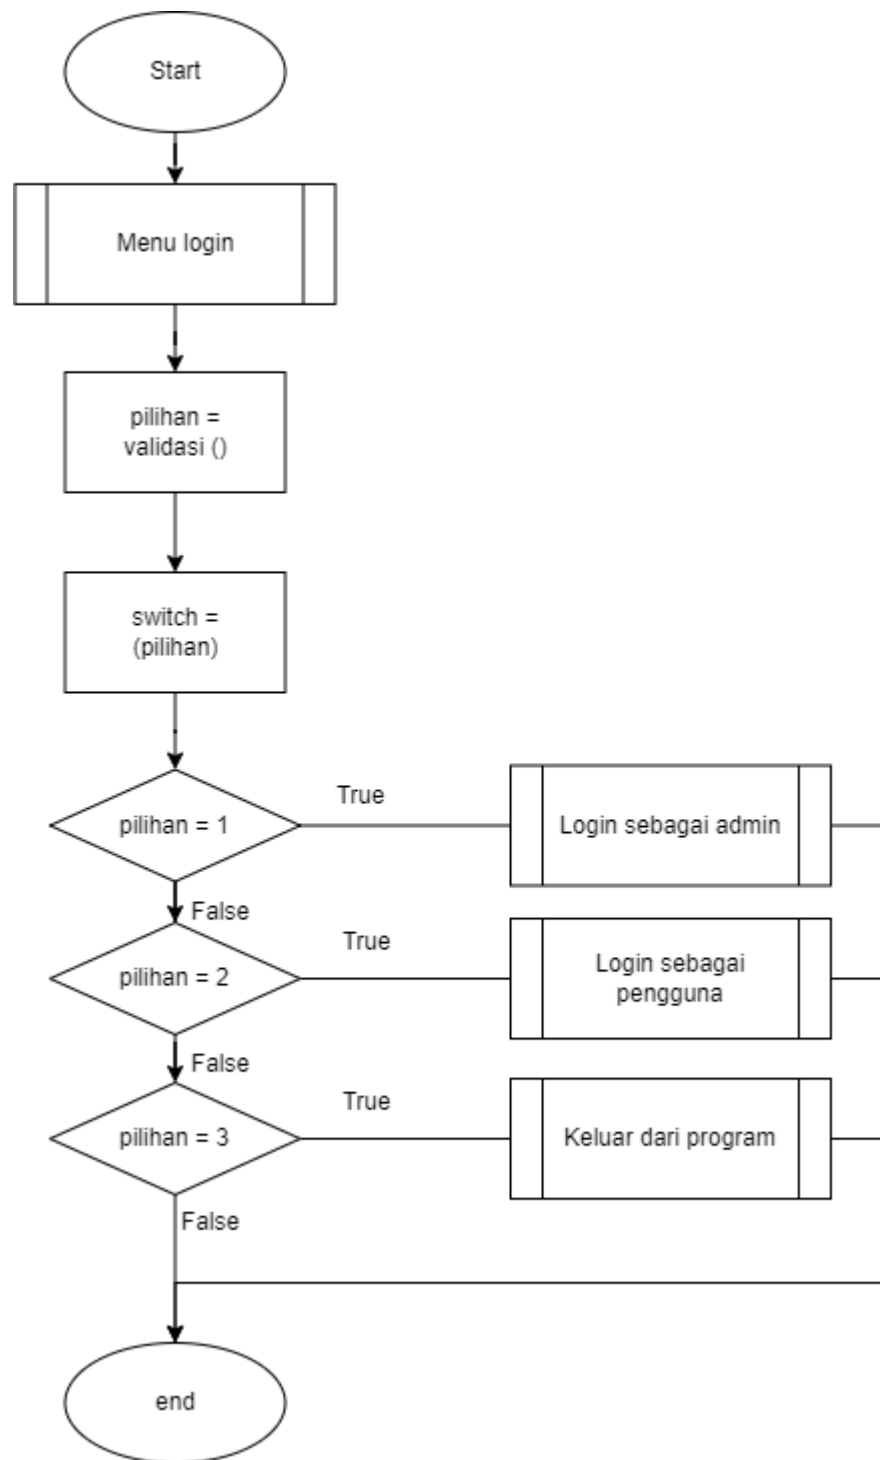 Start
Menu login
pilihan =
validasi ()
switch =
(pilihan)
pilihan = 1
True
Login sebagai admin
False
pilihan = 2
True
Login sebagai
pengguna
False
pilihan = 3
True
Keluar dari program
False
end